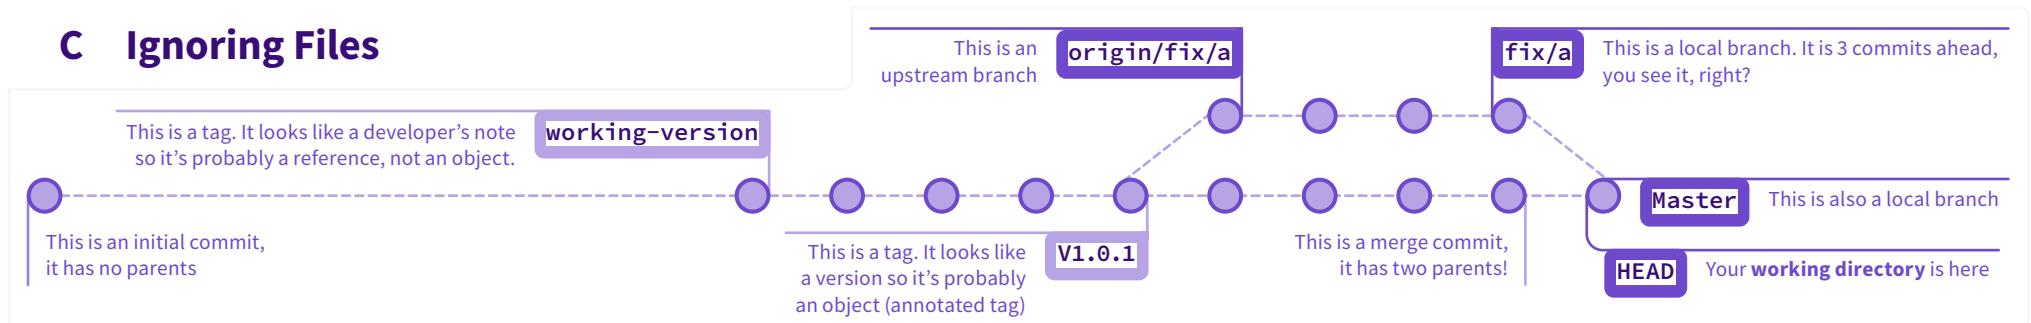 C Ignoring Files
This is an
upstream branch
origin/fix/a
fix/a
This is a local branch. It is 3 commits ahead,
you see it, right?
This is a tag. It looks like a developer’s note
so it’s probably a reference, not an object.
working-version
This is an initial commit,
it has no parents
This is a tag. It looks like
a version so it’s probably
an object (annotated tag)
V1.0.1
This is a merge commit,
it has two parents!
Master
This is also a local branch
HEAD
Your working directory is here